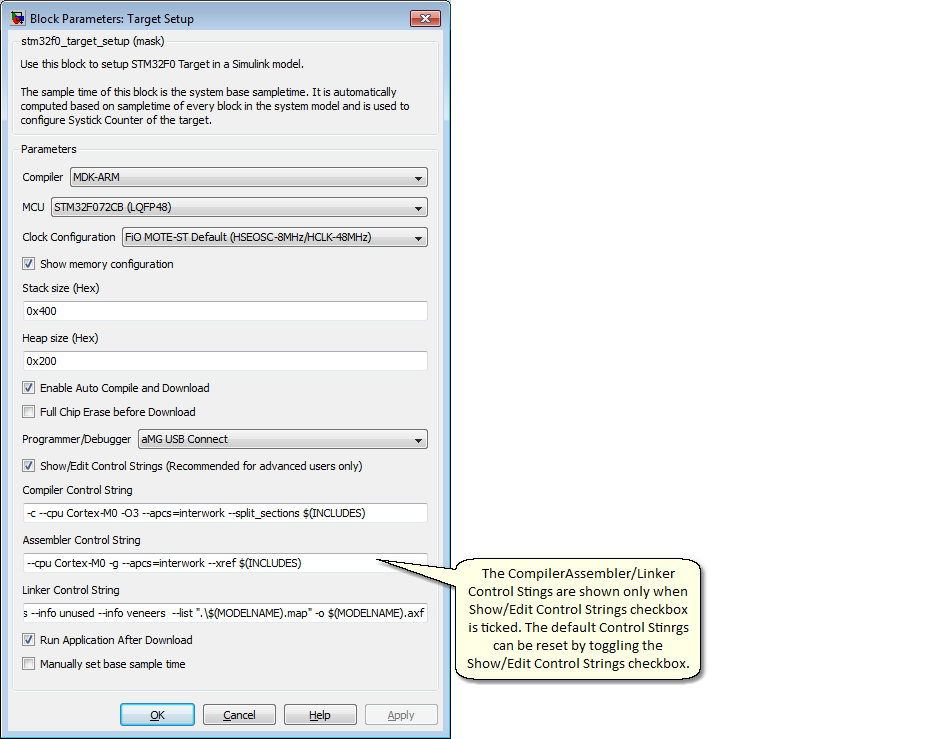 Block Parameters: Target Setup
stm32f0_target_setup (mask)
Use this block to setup STM32F0 Target in a Simulink model.
The sample time of this block is the system base sampletime. It is automatically
computed based on sampletime of every block in the system model and is used to
configure Systick Counter of the target.
Parameters
Compiler MDK-ARM
MCU STM32F072CB (LQFP48)
Clock Configuration FiO MOTE-ST Default (HSEOSC-8MHz/HCLK-48MHz)
Show memory configuration
Stack size (Hex)
0x400
Heap size (Hex)
0x200
Enable Auto Compile and Download
Full Chip Erase before Download
Programmer/Debugger aMG USB Connect
Show/Edit Control Strings (Recommended for advanced users only)
Compiler Control String
-c --cpu Cortex-M0 -O3 --apcs=interwork --split_sections $(INCLUDES)
Assembler Control String
--cpu Cortex-M0 -g --apcs=interwork --xref $(INCLUDES)
Linker Control String
s --info unused --info veneers --list ".\$(MODELNAME).map" -o $(MODELNAME).axf
Run Application After Download
Manually set base sample time
OK Cancel Help Apply
The CompilerAssembler/Linker
Control Stings are shown only when
Show/Edit Control Strings checkbox
is ticked. The default Control Stinrgs
can be reset by toggling the
Show/Edit Control Strings checkbox.